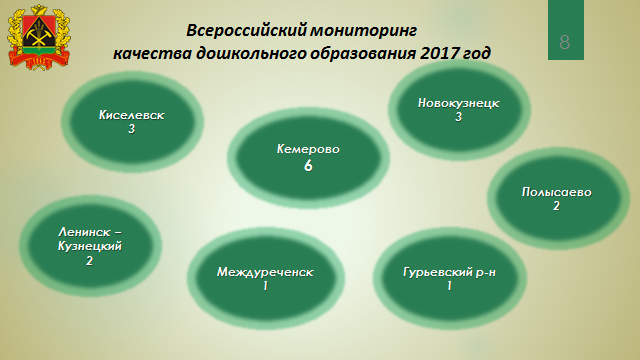 Всероссийский мониторинг
качества дошкольного образования 2017 год
8
Киселевск
3
Кемерово
6
Новокузнецк
3
Полысаево
2
Ленинск –
Кузнецкий
2
Междуреченск
1
Гурьевский р-н
1